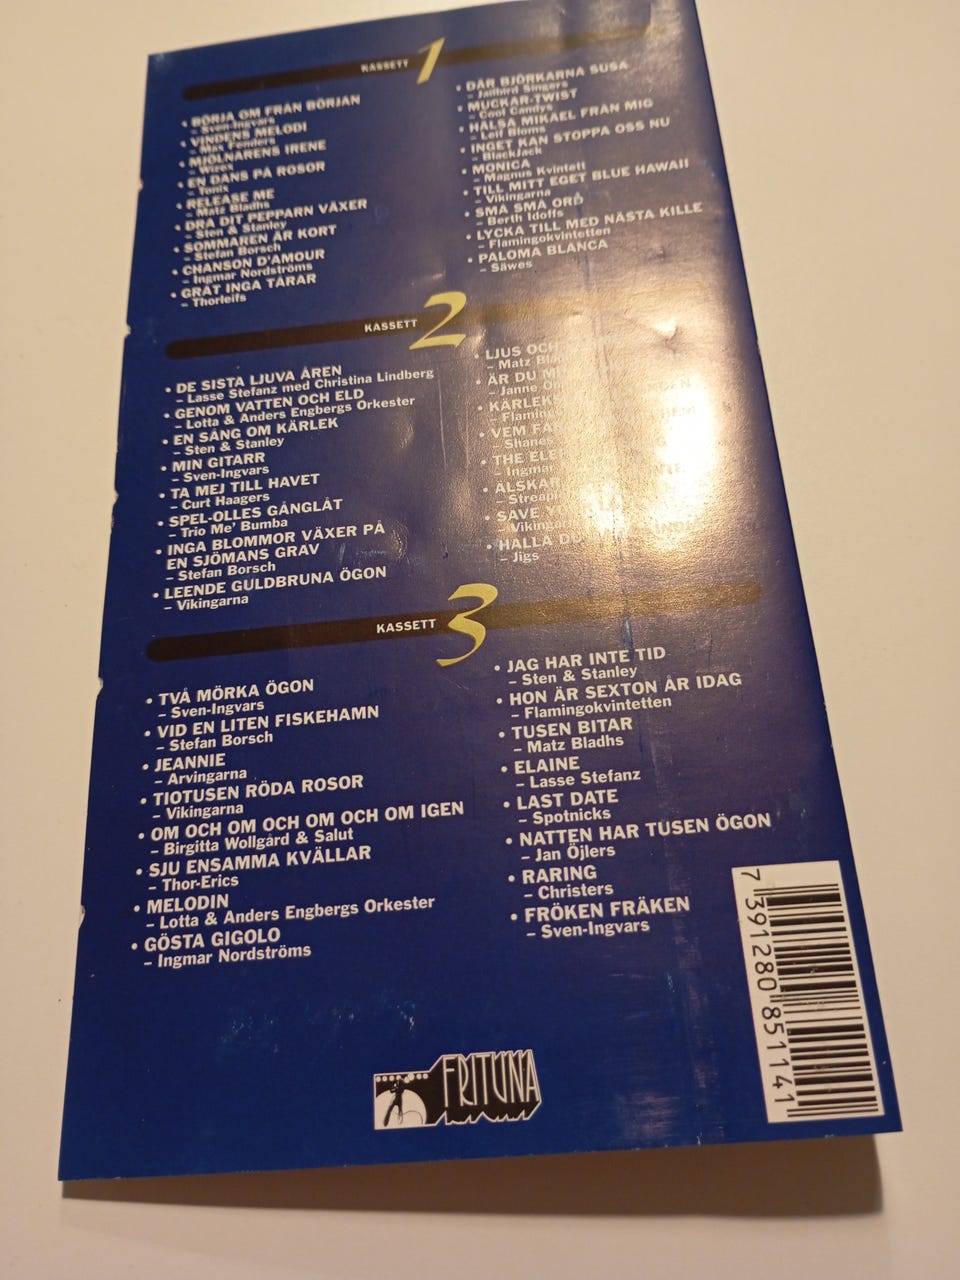 KASSETT 1
• BÖRJA OM FRÅN BÖRJAN
– Sven-Ingvars
• VINDENS MELODI
– Max Fenders
• MJÖLNARENS IRENE
– Wizex
• EN DANS PÅ ROSOR
– Tonix
• RELEASE ME
– Matz Bladhs
• DRA DIT PEPPARN VÄXER
– Sten & Stanley
• SOMMAREN ÄR KORT
– Stefan Borsch
• CHANSON D'AMOUR
– Ingmar Nordströms
• GRÅT INGA TÅRAR
– Thorleifs
• DÄR BJÖRKARNA SUSA
– Jailbird Singers
• MUCKAR-TWIST
– Cool Candys
• HÄLSA MIKAEL FRÅN MIG
– Leif Bloms
• INGET KAN STOPPA OSS NU
– BlackJack
• MONICA
– Magnus Kvintett
• TILL MITT EGET BLUE HAWAII
– Vikingarna
• SMÅ SMÅ ORD
– Berth Idoffs
• LYCKA TILL MED NÄSTA KILLE
– Flamingokvintetten
• PALOMA BLANCA
– Säwes
KASSETT 2
• DE SISTA LJUVA ÅREN
– Lasse Stefanz med Christina Lindberg
• GENOM VATTEN OCH ELD
– Lotta & Anders Engbergs Orkester
• EN SÅNG OM KÄRLEK
– Sten & Stanley
• MIN GITARR
– Sven-Ingvars
• TA MEJ TILL HAVET
– Curt Haagers
• SPEL-OLLES GÅNGLÅT
– Trio Me' Bumba
• INGA BLOMMOR VÄXER PÅ
EN SJÖMANS GRAV
– Stefan Borsch
• LEENDE GULDBRUNA ÖGON
– Vikingarna
• LJUS OCH
– Matz
• ÄR DU
– Janne
•
–
• VEM
– Shanes
• THE
– Ingmar
•
–
• SAVE
–
• HALLÅ DU
– Jigs
KASSETT 3
• TVÅ MÖRKA ÖGON
– Sven-Ingvars
• VID EN LITEN FISKEHAMN
– Stefan Borsch
• JEANNIE
– Arvingarna
• TIOTUSEN RÖDA ROSOR
– Vikingarna
• OM OCH OM OCH OM OCH OM IGEN
– Birgitta Wollgård & Salut
• SJU ENSAMMA KVÄLLAR
– Thor-Erics
• MELODIN
– Lotta & Anders Engbergs Orkester
• GÖSTA GIGOLO
– Ingmar Nordströms
• JAG HAR INTE TID
– Sten & Stanley
• HON ÄR SEXTON ÅR IDAG
– Flamingokvintetten
• TUSEN BITAR
– Matz Bladhs
• ELAINE
– Lasse Stefanz
• LAST DATE
– Spotnicks
• NATTEN HAR TUSEN ÖGON
– Jan Öjlers
• RARING
– Christers
• FRÖKEN FRÄKEN
– Sven-Ingvars
7 391280 851141
FRITUNA